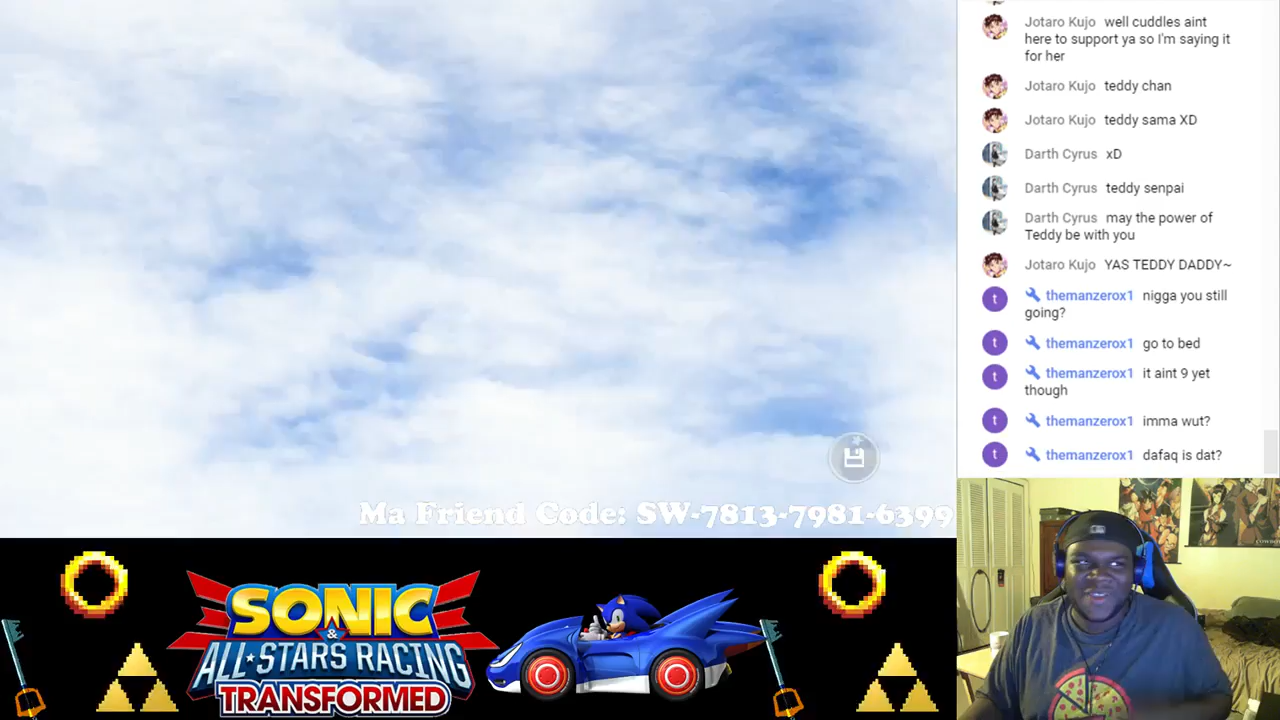 Jotaro Kujo well cuddles aint
here to support ya so I'm saying it
for her
Jotaro Kujo teddy chan
Jotaro Kujo teddy sama XD
Darth Cyrus xD
Darth Cyrus teddy senpai
Darth Cyrus may the power of
Teddy be with you
Jotaro Kujo YAS TEDDY DADDY~
t themanzerox1 nigga you still
going?
t themanzerox1 go to bed
t themanzerox1 it aint 9 yet
though
t themanzerox1 imma wut?
t themanzerox1 dafaq is dat?
Ma Friend Code: SW-7813-7981-6399
SONIC
&
ALL★STARS RACING
TRANSFORMED